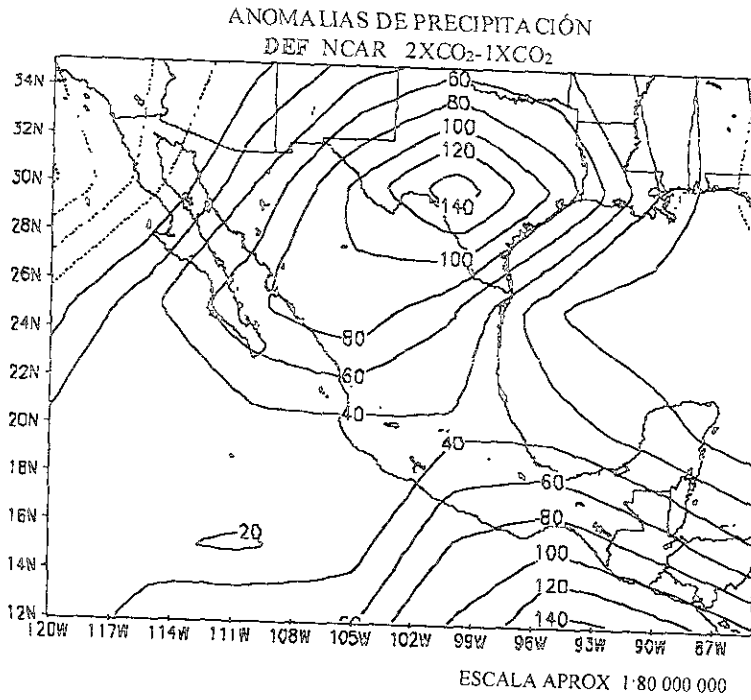 ANOMALIAS DE PRECIPITACIÓN
DEF NCAR 2XCO₂-1XCO₂
34N
32N
30N
28N
26N
24N
22N
20N
18N
16N
14N
12N
60
80
100
120
140
100
80
60
40
40
60
80
100
120
140
20
120W 117W 114W 111W 108W 105W 102W 99W 96W 93W 90W 87W
ESCALA APROX 1:80 000 000